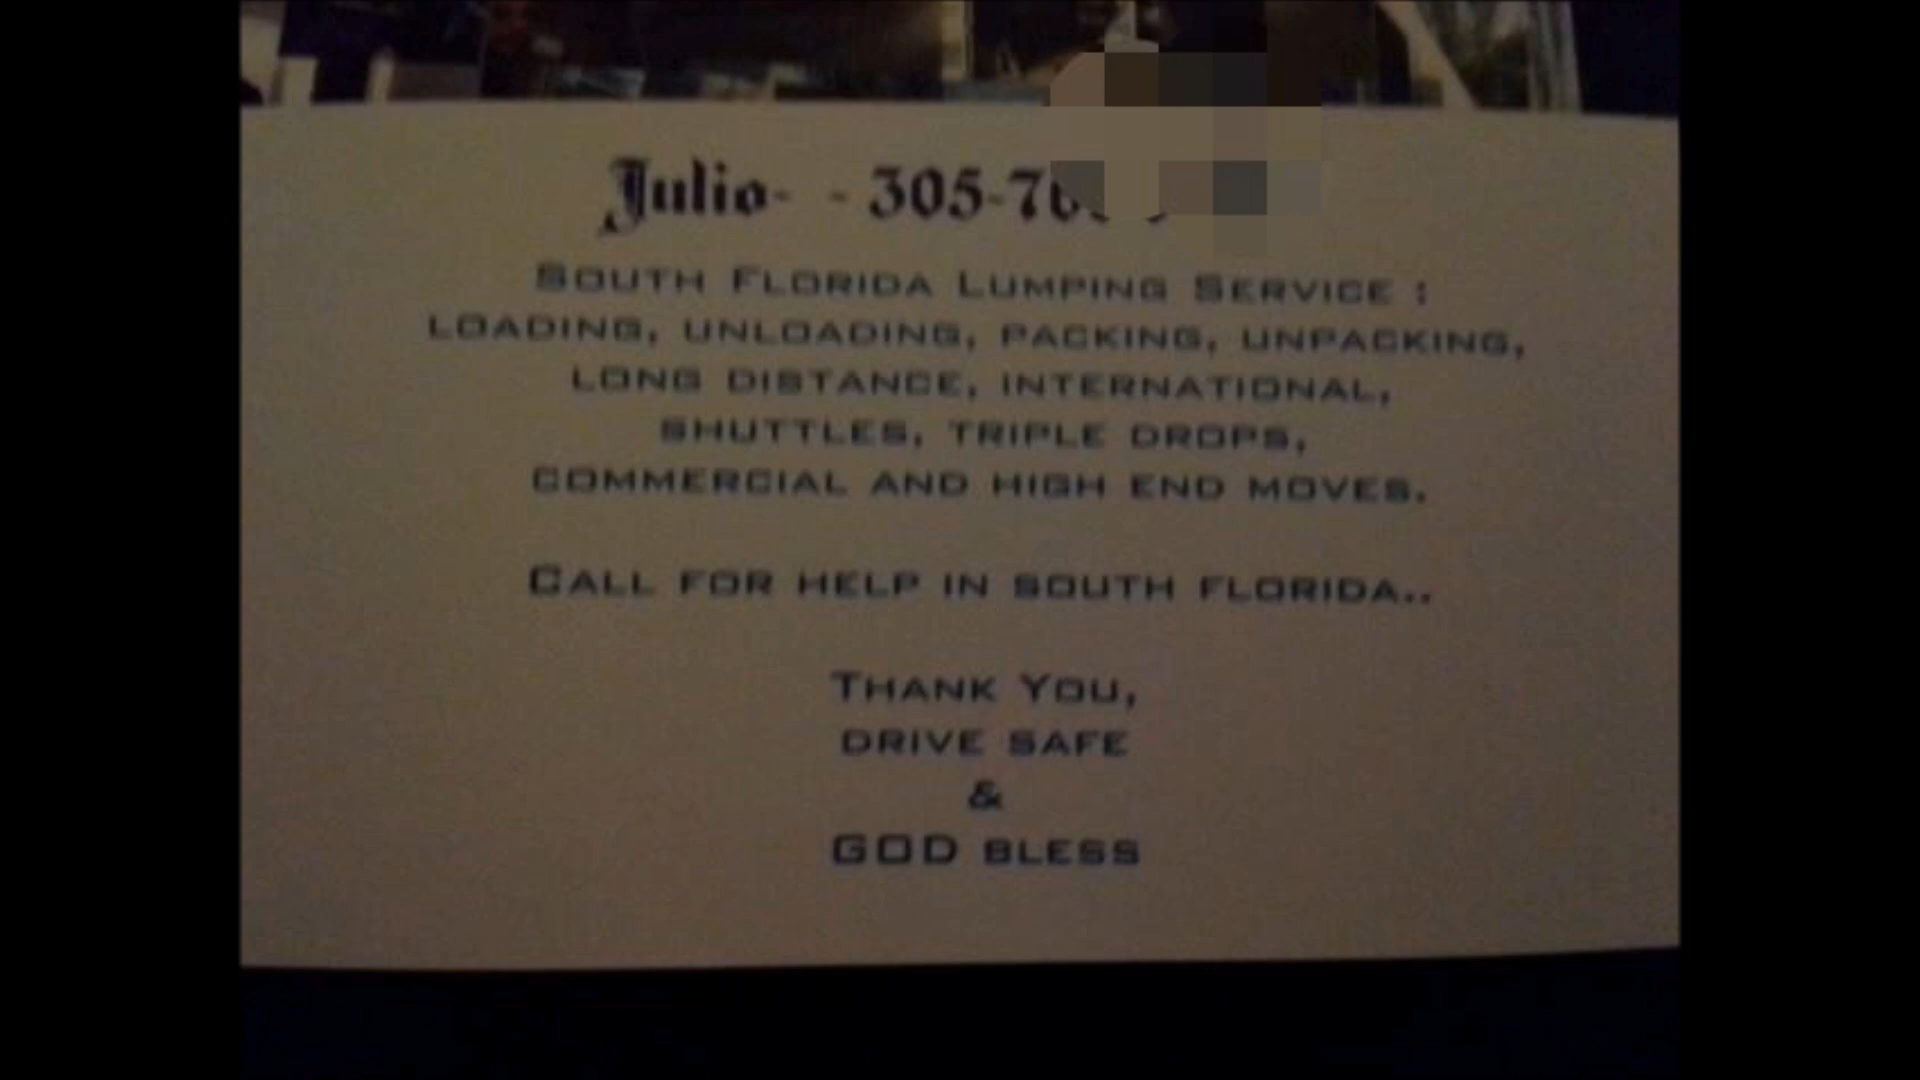 Julio- - 305-7
SOUTH FLORIDA LUMPING SERVICE :
LOADING, UNLOADING, PACKING, UNPACKING,
LONG DISTANCE, INTERNATIONAL,
SHUTTLES, TRIPLE DROPS,
COMMERCIAL AND HIGH END MOVES.
CALL FOR HELP IN SOUTH FLORIDA..
THANK YOU,
DRIVE SAFE
&
GOD BLESS